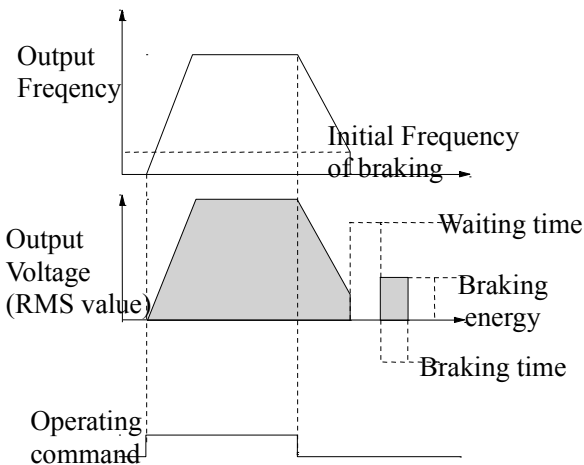 Output
Freqency
Initial Frequency
of braking
Output
Voltage
(RMS value)
Waiting time
Braking
energy
Braking time
Operating
command